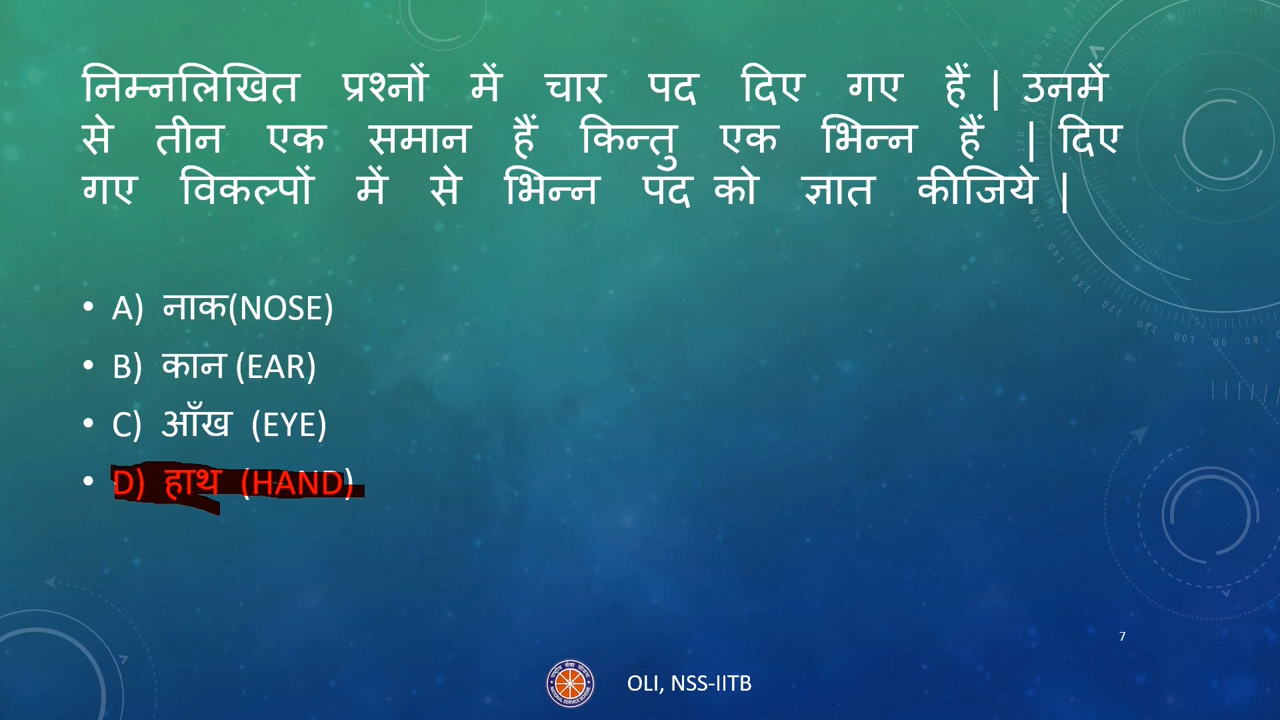 निम्नलिखित प्रश्नों में चार पद दिए गए हैं | उनमें
से तीन एक समान हैं किन्तु एक भिन्न हैं | दिए
गए विकल्पों में से भिन्न पद को ज्ञात कीजिये |
• A) नाक(NOSE)
• B) कान (EAR)
• C) आँख (EYE)
• D) हाथ (HAND)
7
OLI, NSS-IITB